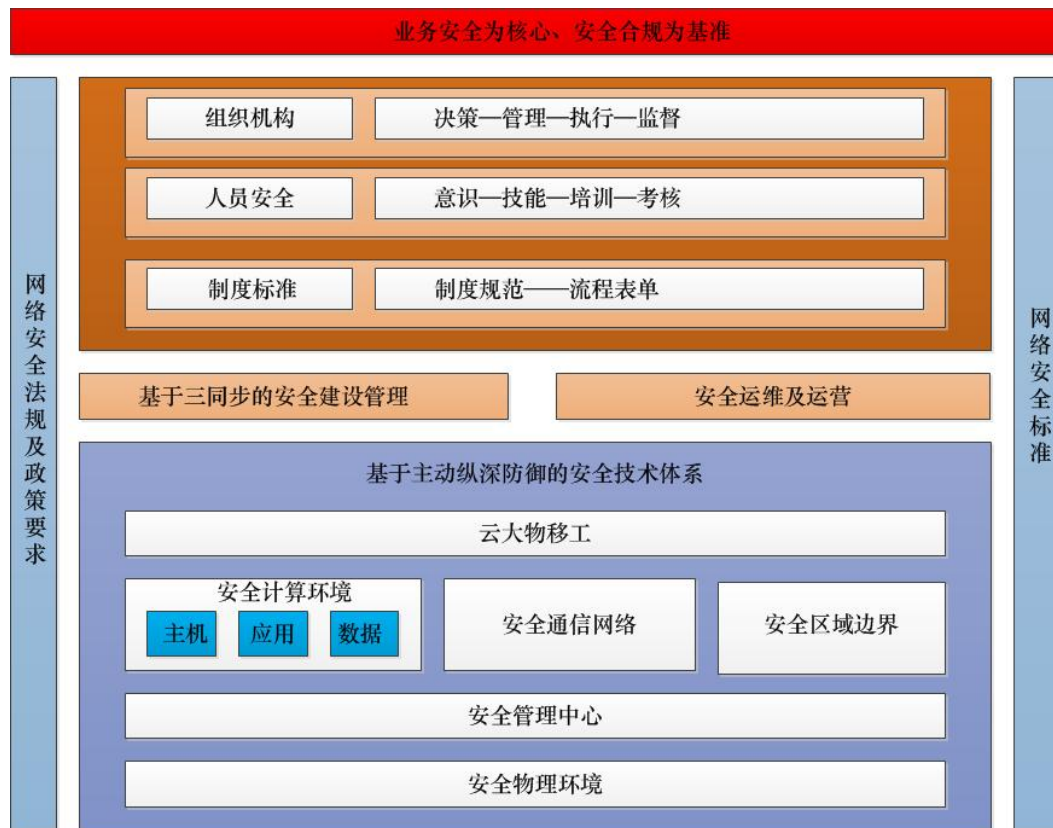 业务安全为核心、安全合规为基准
网络安全法规及政策要求
组织机构
决策—管理—执行—监督
人员安全
意识—技能—培训—考核
制度标准
制度规范——流程表单
基于三同步的安全建设管理
安全运维及运营
基于主动纵深防御的安全技术体系
云大物移工
安全计算环境
主机
应用
数据
安全通信网络
安全区域边界
安全管理中心
安全物理环境
网络安全标准